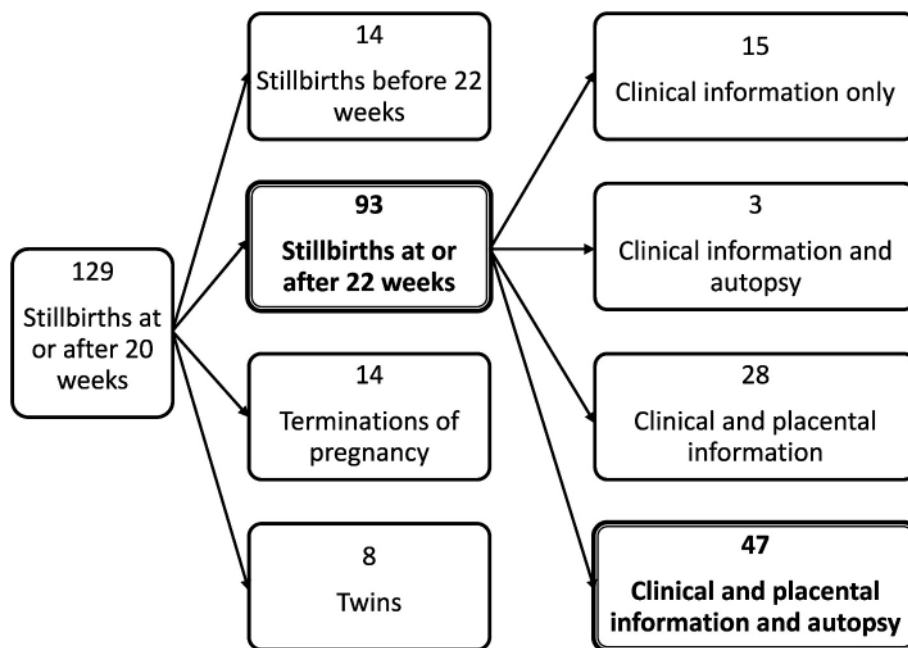 129
Stillbirths at
or after 20
weeks
14
Stillbirths before 22
weeks
93
Stillbirths at or
after 22 weeks
14
Terminations of
pregnancy
8
Twins
15
Clinical information only
3
Clinical information and
autopsy
28
Clinical and placental
information
47
Clinical and placental
information and autopsy